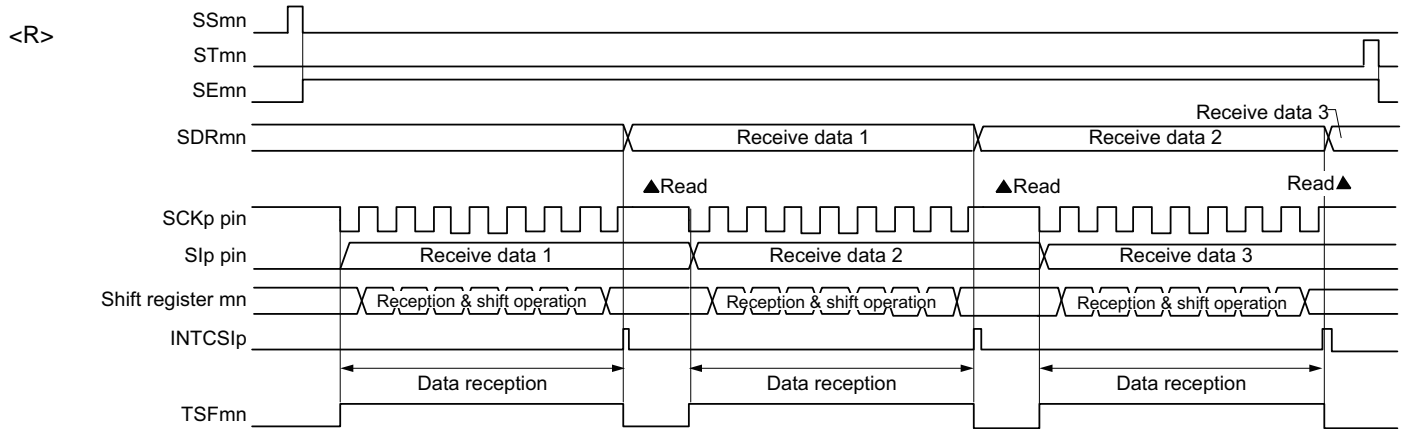 <R>
SSmn
STmn
SEmn
Receive data 3
SDRmn
Receive data 1
Receive data 2
▲Read
▲Read
Read▲
SCKp pin
SIp pin
Receive data 1
Receive data 2
Receive data 3
Shift register mn
Reception & shift operation
Reception & shift operation
Reception & shift operation
INTCSIp
Data reception
Data reception
Data reception
TSFmn